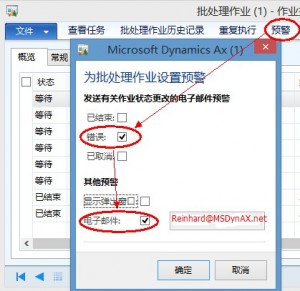 批处理作业 (1) - 作业
文件 查看任务 批处理作业历史记录 重复执行 预警
概览 常规
Microsoft Dynamics Ax (1)
状态
等待
等待
等待
等待
等待
等待
已结束
已结束
为批处理作业设置预警
发送有关作业状态更改的电子邮件预警
已结束:
错误:
已取消:
其他预警
显示弹出窗口:
电子邮件: Reinhard@MSDynAX.net
确定 取消